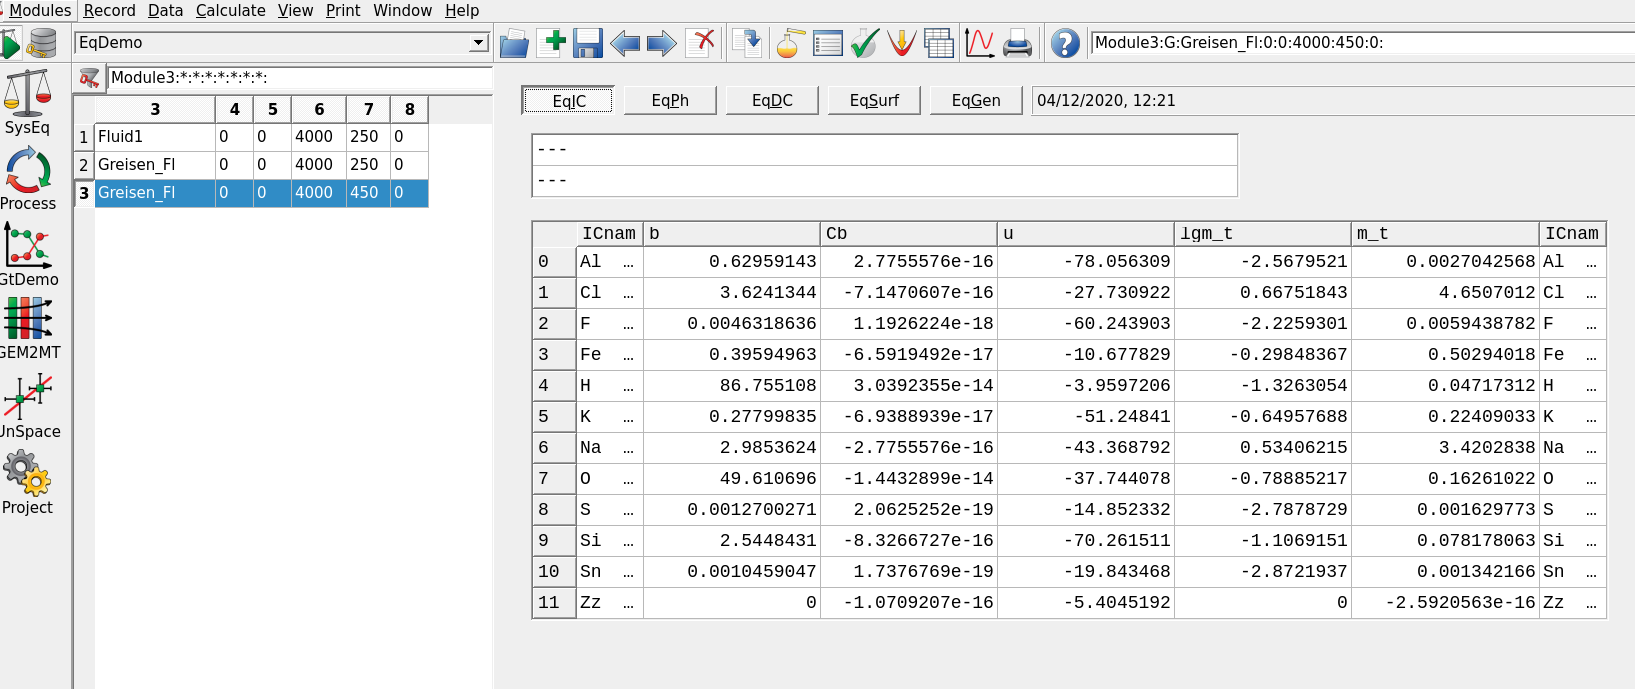 Modules Record Data Calculate View Print Window Help
EqDemo
Module3:G:Greisen_Fl:0:0:4000:450:0:
Module3:*:*:*:*:*:*:*:
EqIC EqPh EqDC EqSurf EqGen 04/12/2020, 12:21
3 4 5 6 7 8
1 Fluid1 0 0 4000 250 0
2 Greisen_Fl 0 0 4000 250 0
3 Greisen_Fl 0 0 4000 450 0
SysEq
Process
GtDemo
GEM2MT
UnSpace
Project
---
---
ICnam b Cb u lgm_t m_t ICnam
0 Al … 0.62959143 2.7755576e-16 -78.056309 -2.5679521 0.0027042568 Al …
1 Cl … 3.6241344 -7.1470607e-16 -27.730922 0.66751843 4.6507012 Cl …
2 F … 0.0046318636 1.1926224e-18 -60.243903 -2.2259301 0.0059438782 F …
3 Fe … 0.39594963 -6.5919492e-17 -10.677829 -0.29848367 0.50294018 Fe …
4 H … 86.755108 3.0392355e-14 -3.9597206 -1.3263054 0.04717312 H …
5 K … 0.27799835 -6.9388939e-17 -51.24841 -0.64957688 0.22409033 K …
6 Na … 2.9853624 -2.7755576e-16 -43.368792 0.53406215 3.4202838 Na …
7 O … 49.610696 -1.4432899e-14 -37.744078 -0.78885217 0.16261022 O …
8 S … 0.0012700271 2.0625252e-19 -14.852332 -2.7878729 0.001629773 S …
9 Si … 2.5448431 -8.3266727e-16 -70.261511 -1.1069151 0.078178063 Si …
10 Sn … 0.0010459047 1.7376769e-19 -19.843468 -2.8721937 0.001342166 Sn …
11 Zz … 0 -1.0709207e-16 -5.4045192 0 -2.5920563e-16 Zz …